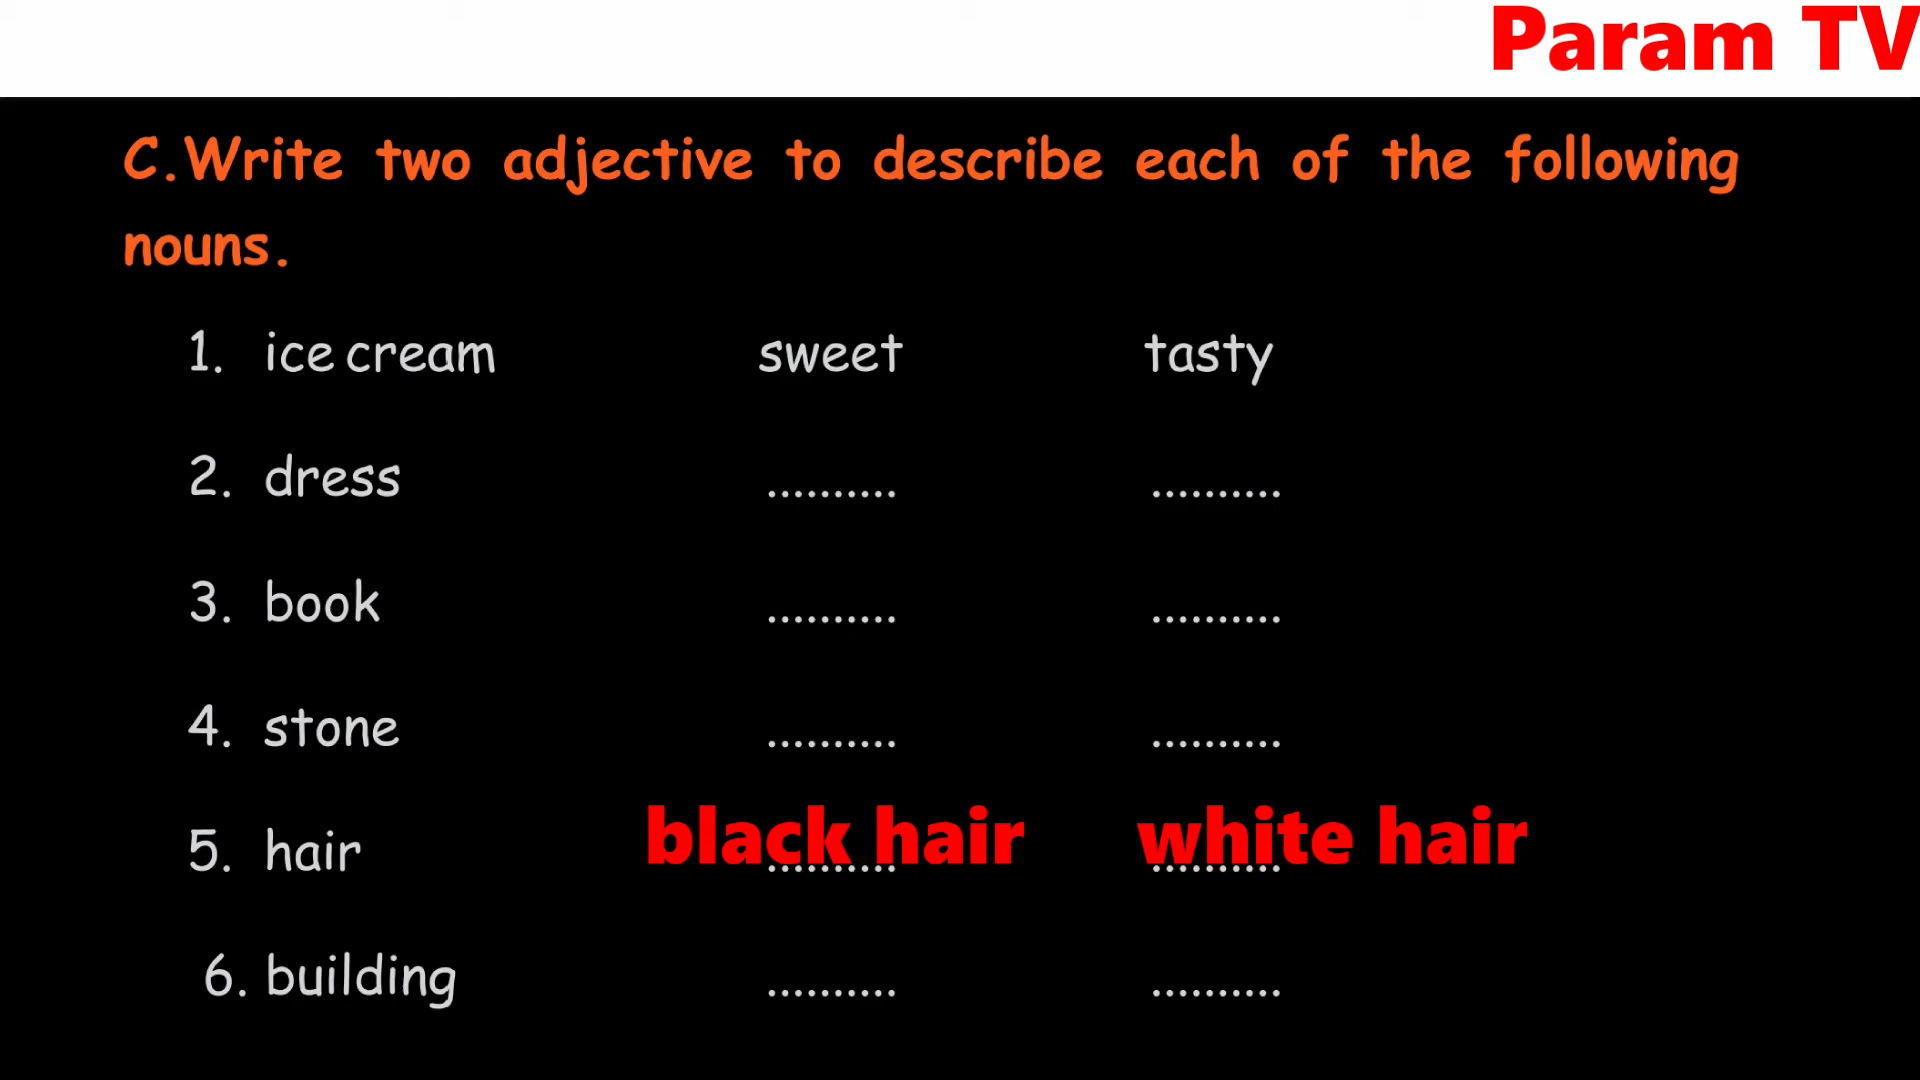 Param TV
C.Write two adjective to describe each of the following
nouns.
1. ice cream sweet tasty
2. dress .......... ..........
3. book .......... ..........
4. stone .......... ..........
5. hair black hair .......... white hair ..........
6. building .......... ..........